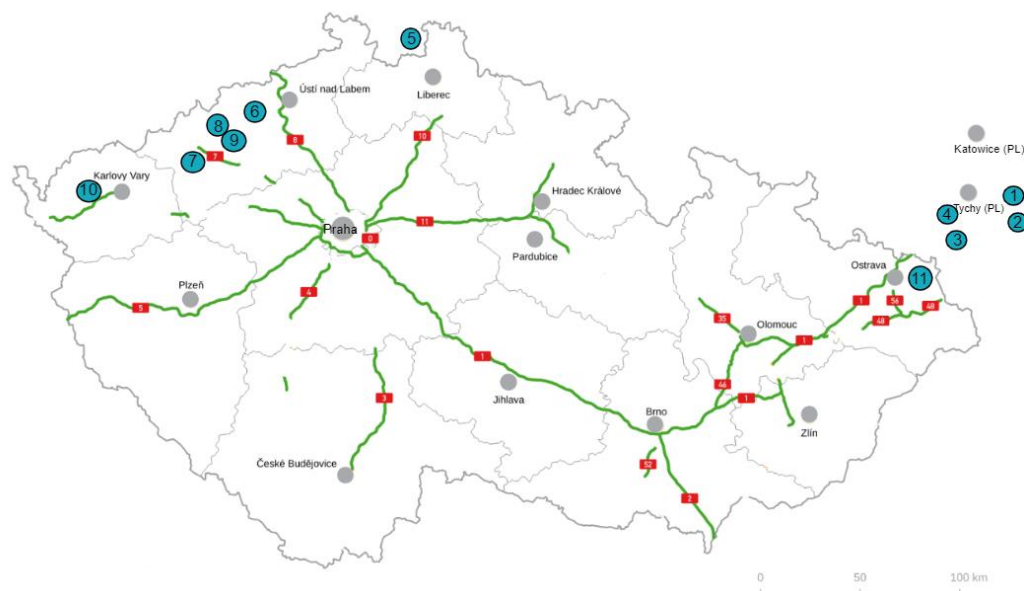 5
Ústí nad Labem
Liberec
6
8
9
10
8
7
7
Katowice (PL)
Karlovy Vary
10
Hradec Králové
Tychy (PL)
1
4
2
11
Praha
0
3
Pardubice
Ostrava
11
Plzeň
4
5
1
56
48
48
35
Olomouc
1
1
46
Jihlava
3
1
Brno
Zlín
České Budějovice
52
2
0
50
100 km